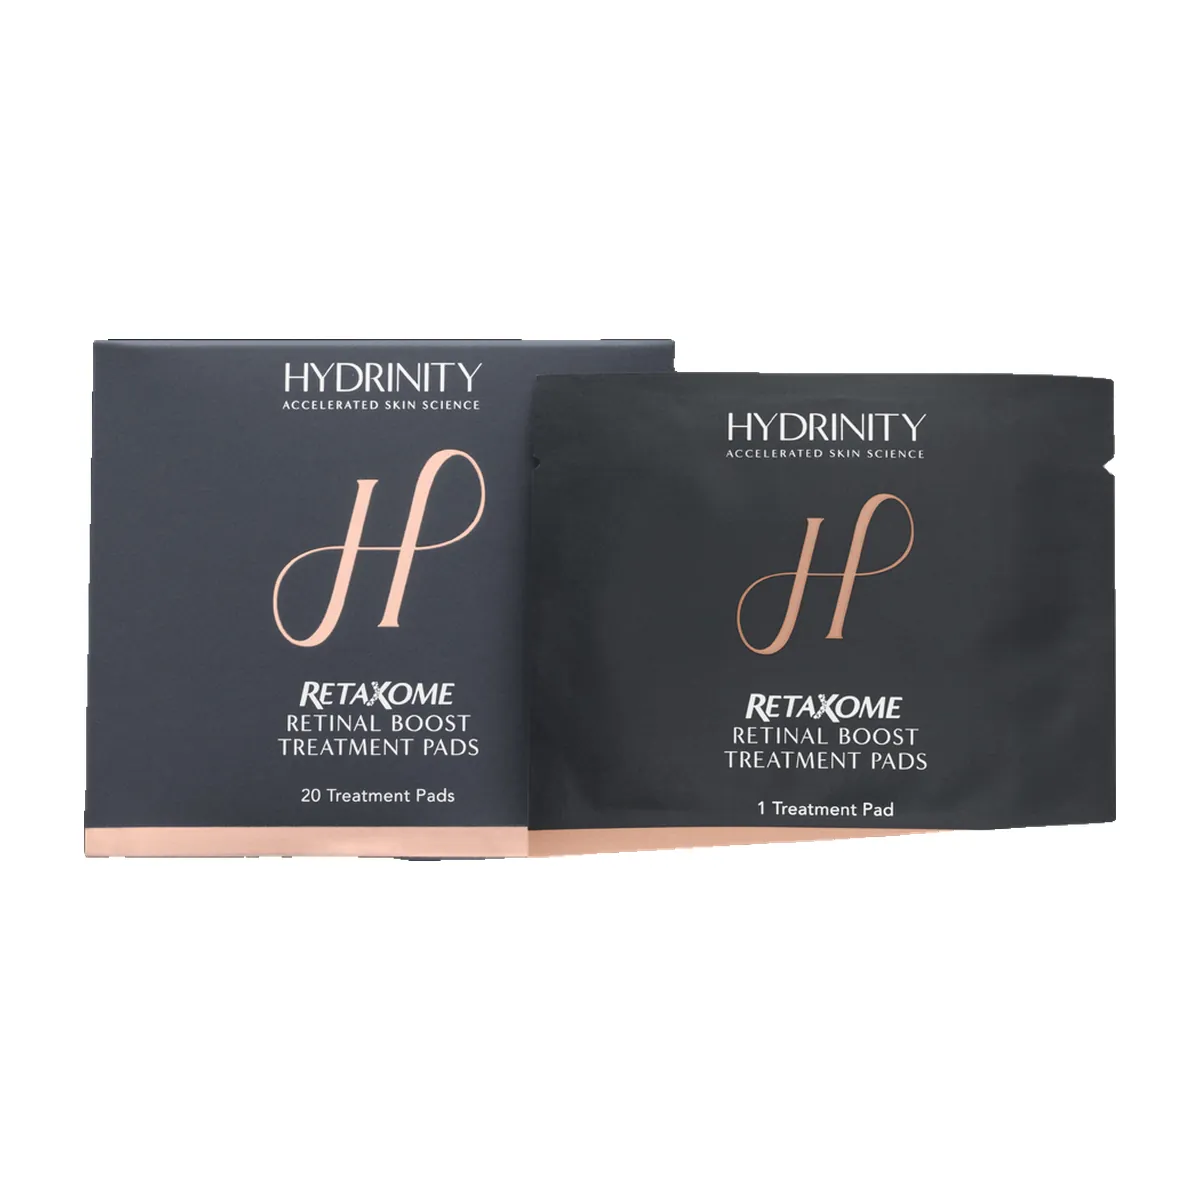 HYDRINITY
ACCELERATED SKIN SCIENCE
H
RETAXOME
RETINAL BOOST
TREATMENT PADS
20 Treatment Pads
HYDRINITY
ACCELERATED SKIN SCIENCE
H
RETAXOME
RETINAL BOOST
TREATMENT PADS
1 Treatment Pad